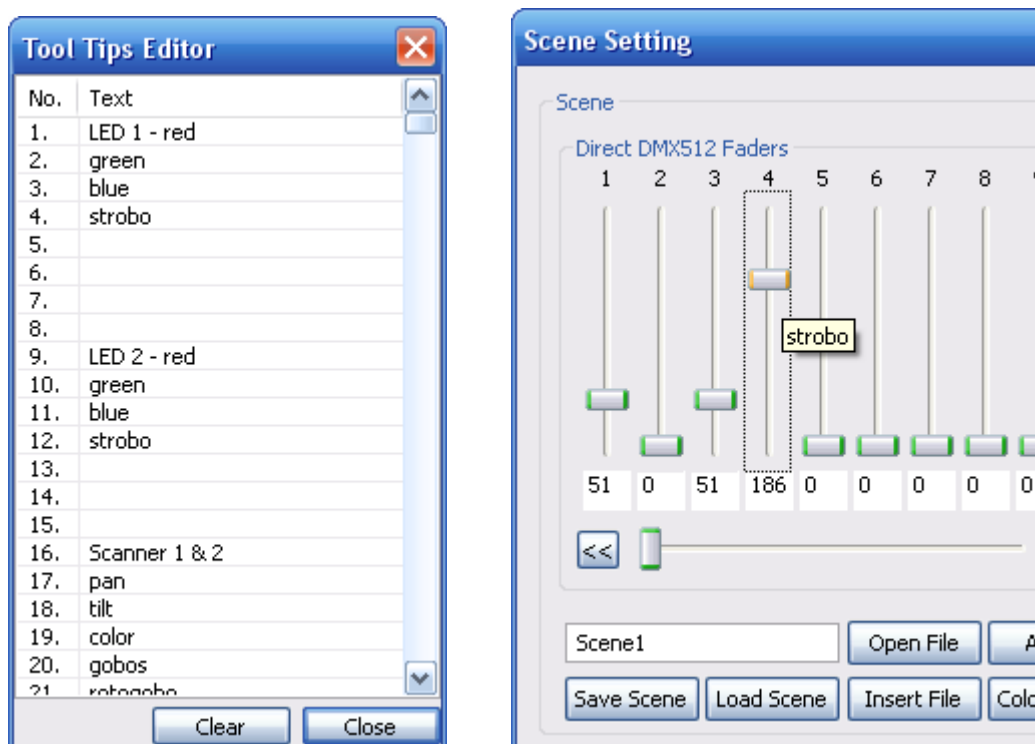 Tool Tips Editor
No. Text
1. LED 1 - red
2. green
3. blue
4. strobo
5.
6.
7.
8.
9. LED 2 - red
10. green
11. blue
12. strobo
13.
14.
15.
16. Scanner 1 & 2
17. pan
18. tilt
19. color
20. gobos
21. rotogobo
Clear Close
Scene Setting
Scene
Direct DMX512 Faders
1 2 3 4 5 6 7 8
strobo
51 0 51 186 0 0 0 0 0
<<
Scene1 Open File A
Save Scene Load Scene Insert File Colo